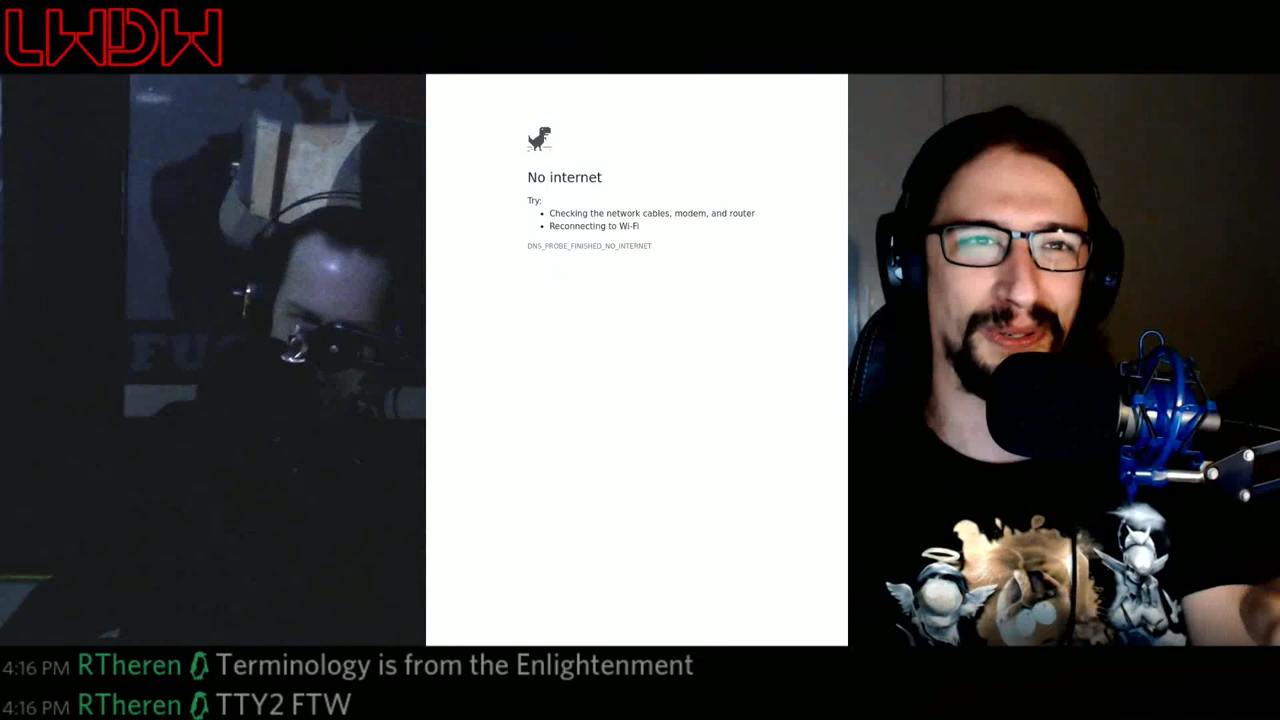 LWDW
No internet
Try:
• Checking the network cables, modem, and router
• Reconnecting to Wi-Fi
DNS_PROBE_FINISHED_NO_INTERNET
FU
4:16 PM RTheren Terminology is from the Enlightenment
4:16 PM RTheren TTY2 FTW